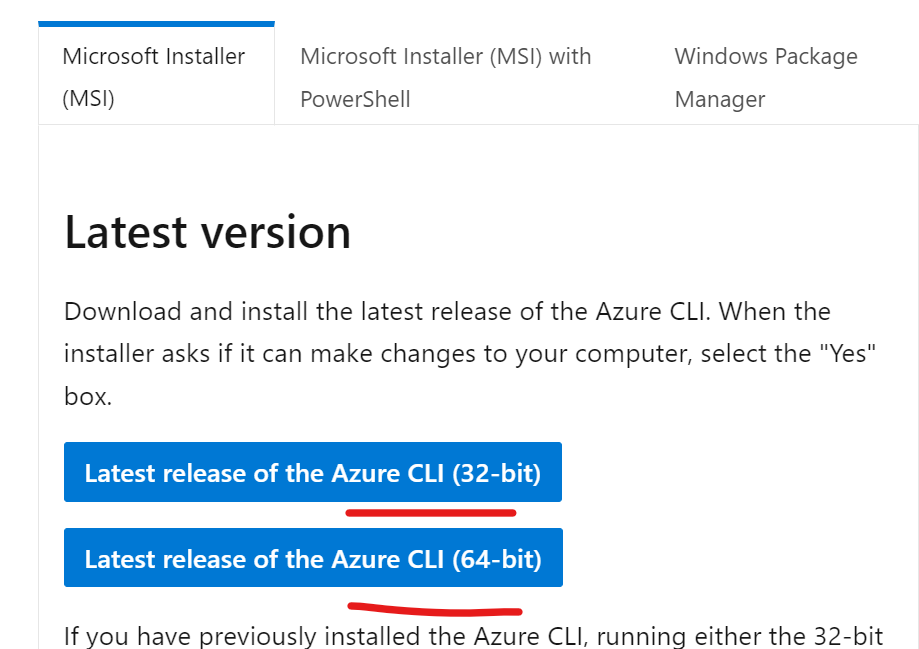 Microsoft Installer (MSI)
Microsoft Installer (MSI) with PowerShell
Windows Package Manager
Latest version
Download and install the latest release of the Azure CLI. When the
installer asks if it can make changes to your computer, select the "Yes"
box.
Latest release of the Azure CLI (32-bit)
Latest release of the Azure CLI (64-bit)
If you have previously installed the Azure CLI, running either the 32-bit